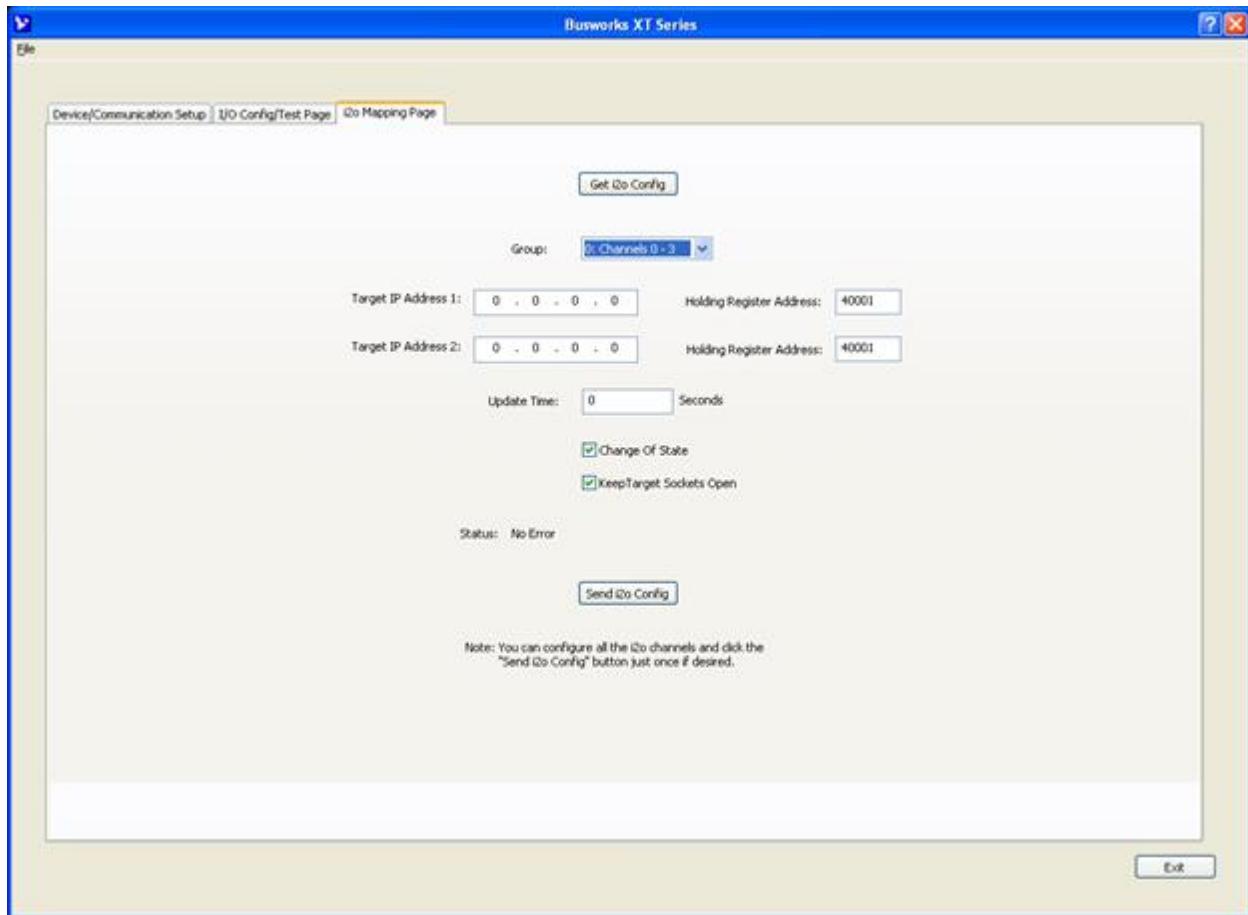 Busworks XT Series
File
Device/Communication Setup I/O Config/Test Page i2o Mapping Page
Get i2o Config
Group: 0: Channels 0 - 3
Target IP Address 1: 0 . 0 . 0 . 0 Holding Register Address: 40001
Target IP Address 2: 0 . 0 . 0 . 0 Holding Register Address: 40001
Update Time: 0 Seconds
Change Of State
KeepTarget Sockets Open
Status: No Error
Send i2o Config
Note: You can configure all the i2o channels and click the
"Send i2o Config" button just once if desired.
Exit